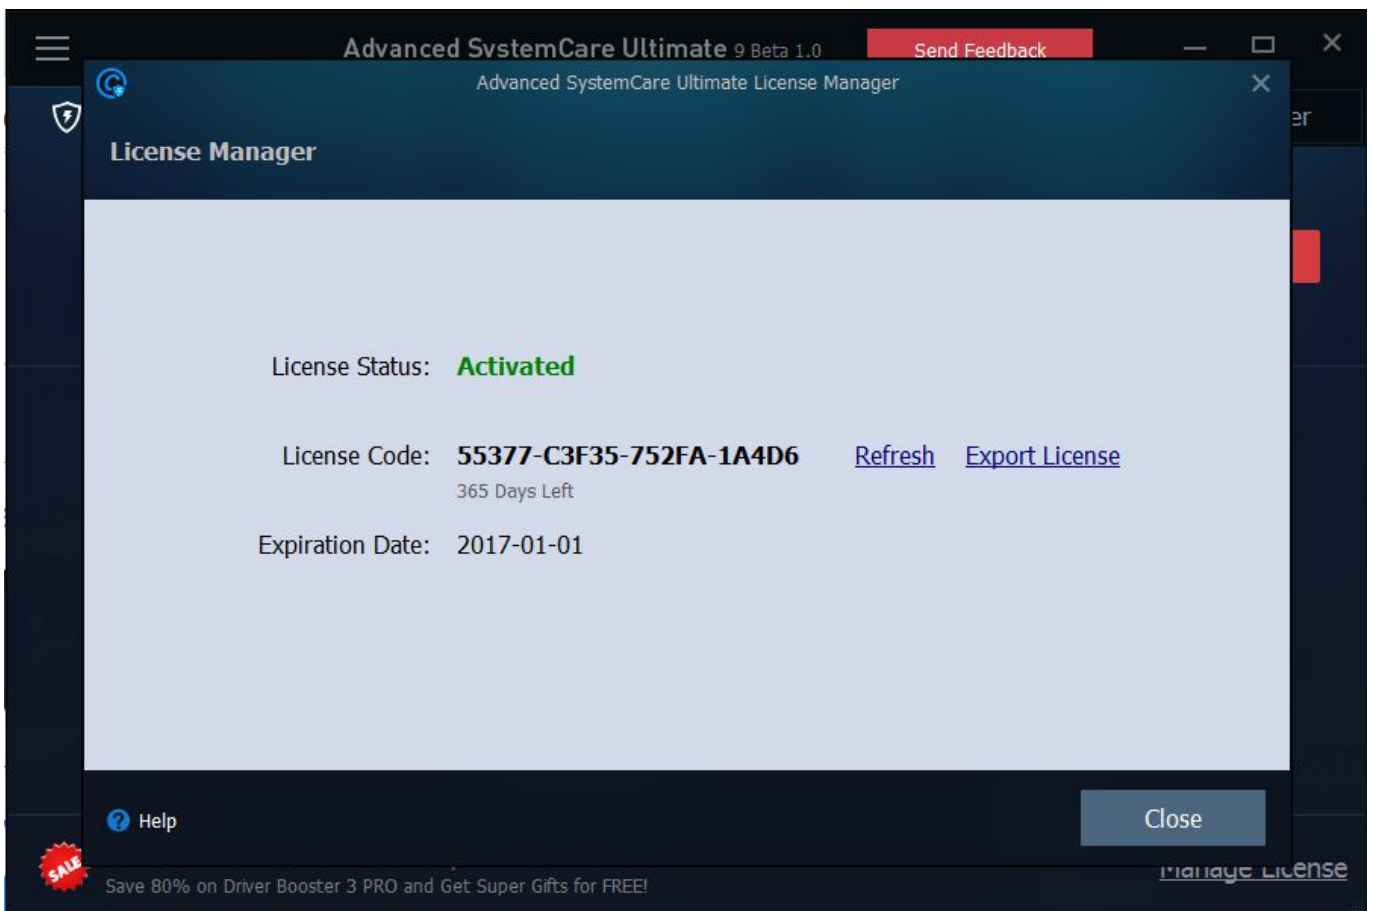 Advanced SystemCare Ultimate 9 Beta 1.0
Send Feedback
Advanced SystemCare Ultimate License Manager
er
License Manager
License Status: Activated
License Code: 55377-C3F35-752FA-1A4D6 Refresh Export License
365 Days Left
Expiration Date: 2017-01-01
Help
Close
SALE
Save 80% on Driver Booster 3 PRO and Get Super Gifts for FREE!
Manage License